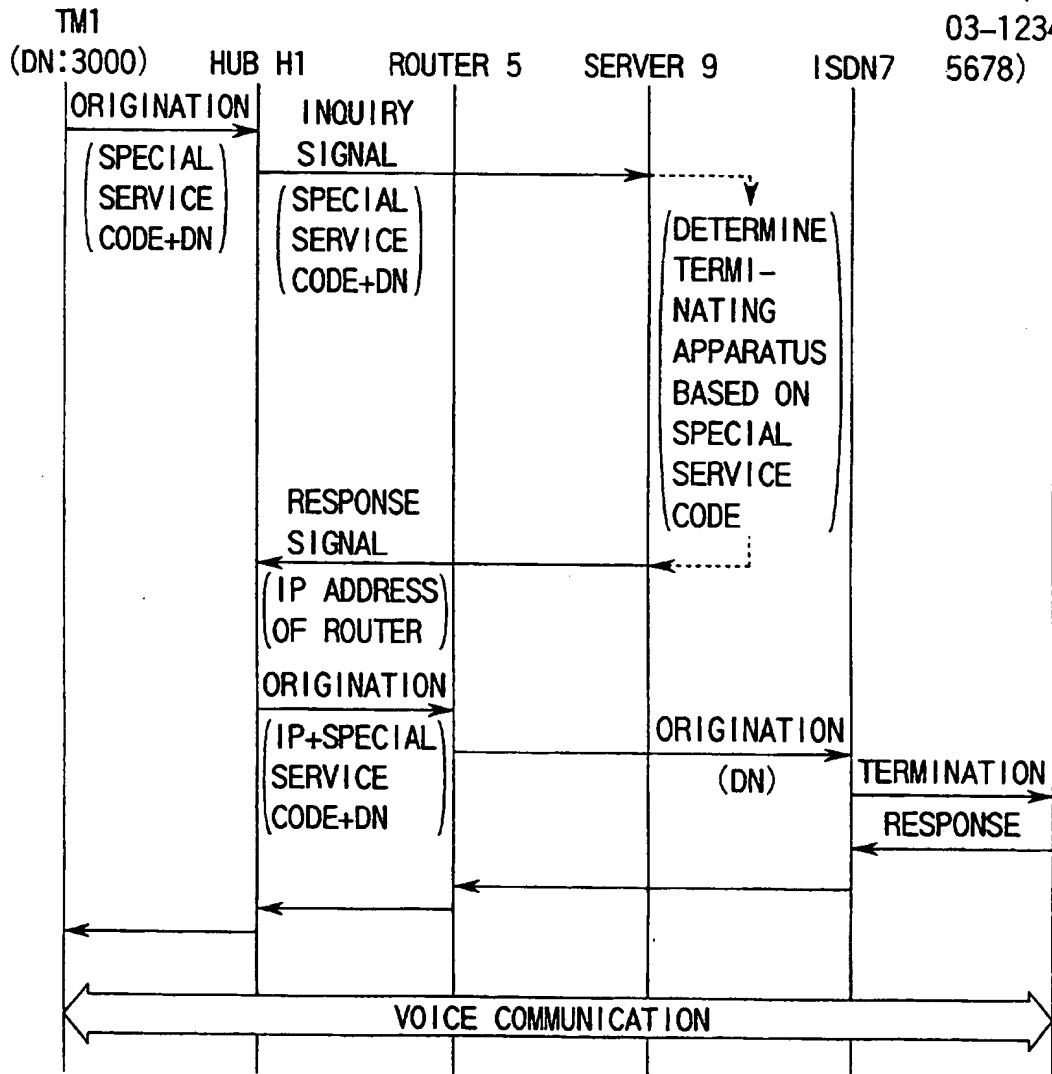 TM1
(DN:3000)
HUB H1
ROUTER 5
SERVER 9
ISDN7
03-1234
5678)
ORIGINATION
(SPECIAL
SERVICE
CODE+DN)
INQUIRY
SIGNAL
(SPECIAL
SERVICE
CODE+DN)
(DETERMINE
TERMI-
NATING
APPARATUS
BASED ON
SPECIAL
SERVICE
CODE)
RESPONSE
SIGNAL
(IP ADDRESS
OF ROUTER)
ORIGINATION
(IP+SPECIAL
SERVICE
CODE+DN)
ORIGINATION
(DN)
TERMINATION
RESPONSE
VOICE COMMUNICATION